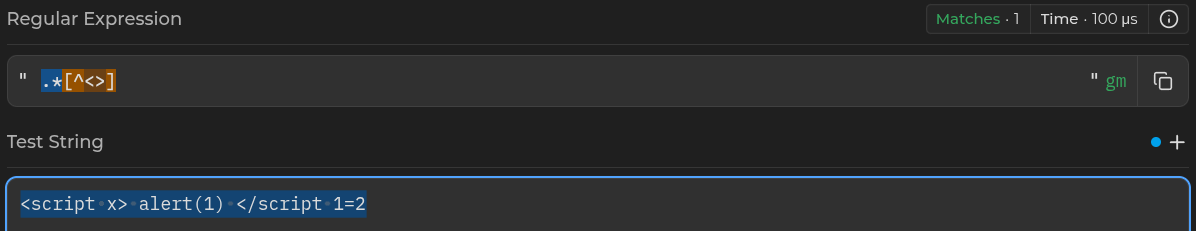 Regular Expression
Matches · 1 Time · 100 µs
" .*[^<>] " gm
Test String
<script·x>·alert(1)·</script·1=2